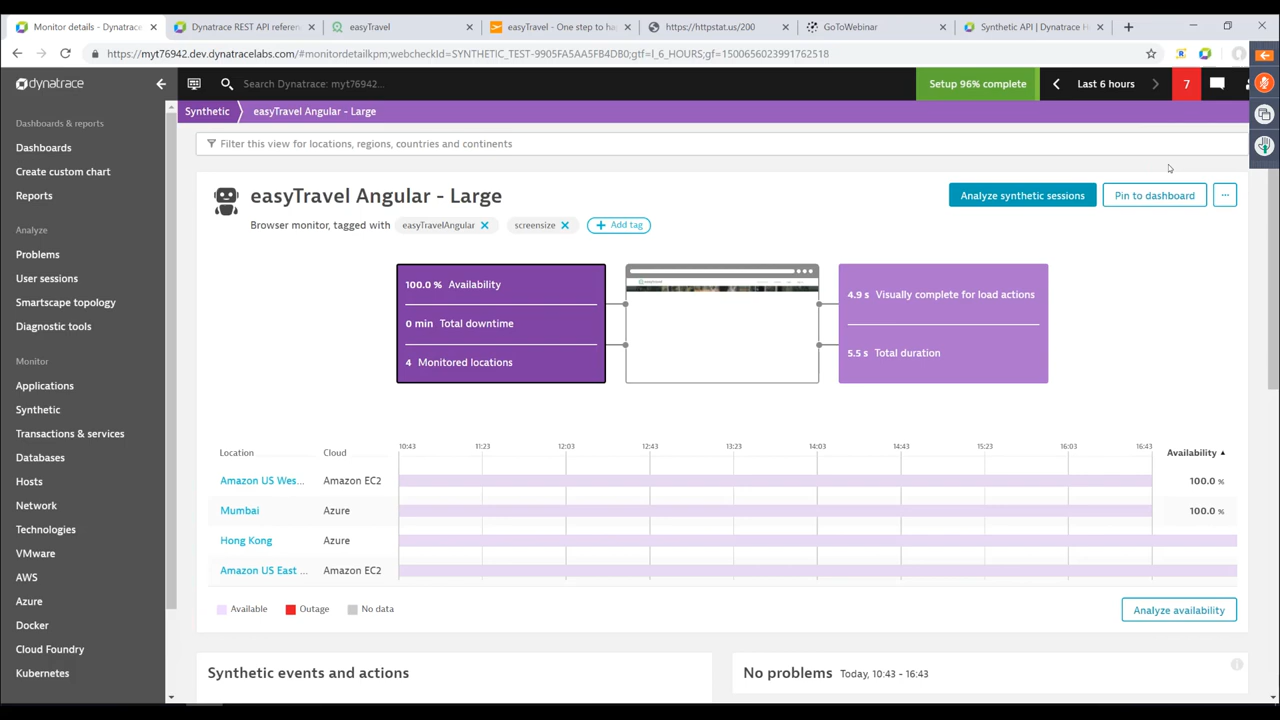 Monitor details - Dynatrace
Dynatrace REST API referen
easyTravel
easyTravel - One step to ha
https://httpstat.us/200
GoToWebinar
Synthetic API | Dynatrace H
https://myt76942.dev.dynatracelabs.com/#monitordetailkpm;webcheckId=SYNTHETIC_TEST-9905FA5AA5FB4DB0;gtf=l_6_HOURS;gf=1500656023991762518
dynatrace
Search Dynatrace: myt76942...
Setup 96% complete
Last 6 hours
7
Synthetic
easyTravel Angular - Large
Dashboards & reports
Dashboards
Create custom chart
Reports
Analyze
Problems
User sessions
Smartscape topology
Diagnostic tools
Monitor
Applications
Synthetic
Transactions & services
Databases
Hosts
Network
Technologies
VMware
AWS
Azure
Docker
Cloud Foundry
Kubernetes
Filter this view for locations, regions, countries and continents
easyTravel Angular - Large
Analyze synthetic sessions
Pin to dashboard
...
Browser monitor, tagged with
easyTravelAngular
screensize
Add tag
100.0 % Availability
0 min Total downtime
4 Monitored locations
4.9 s Visually complete for load actions
5.5 s Total duration
Location
Cloud
10:43
11:23
12:03
12:43
13:23
14:03
14:43
15:23
16:03
16:43
Availability
Amazon US Wes... Amazon EC2 100.0 %
Mumbai Azure 100.0 %
Hong Kong Azure
Amazon US East ... Amazon EC2
Available
Outage
No data
Analyze availability
Synthetic events and actions
No problems Today, 10:43 - 16:43